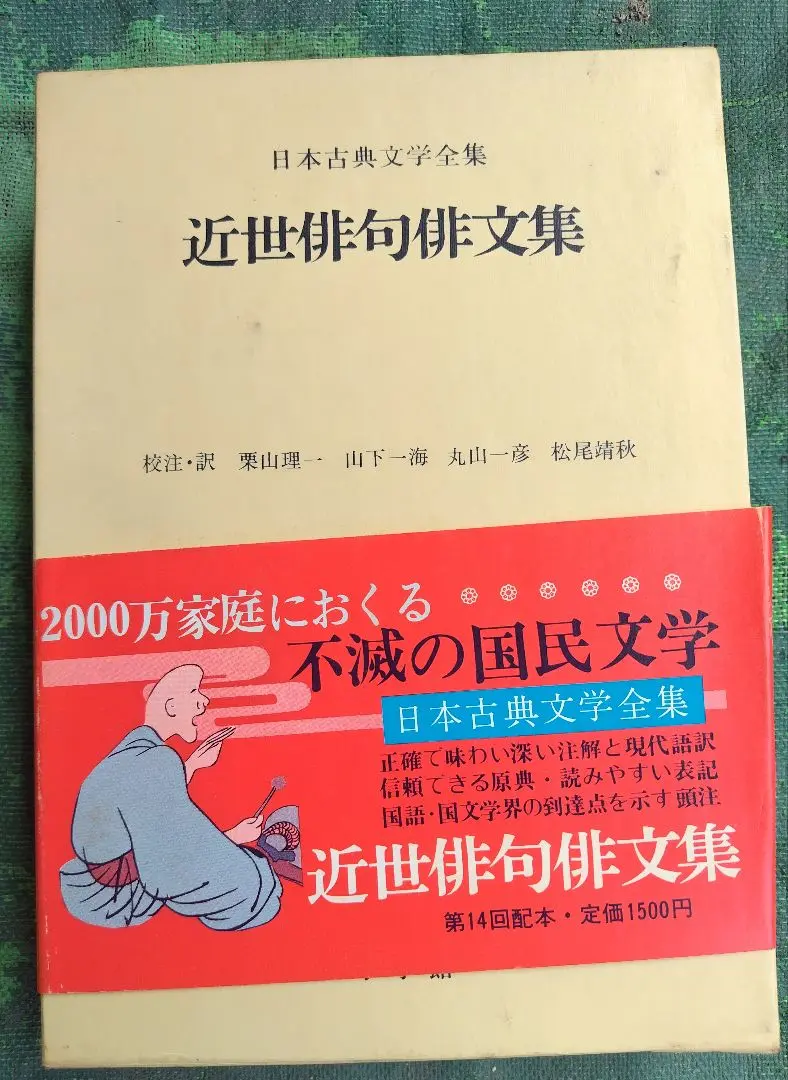 日本古典文学全集
近世俳句俳文集
校注・訳 栗山理一 山下一海 丸山一彦 松尾靖秋
2000万家庭におくる
不滅の国民文学
日本古典文学全集
正確で味わい深い注解と現代語訳
信頼できる原典・読みやすい表記
国語・国文学界の到達点を示す頭注
近世俳句俳文集
第14回配本・定価1500円